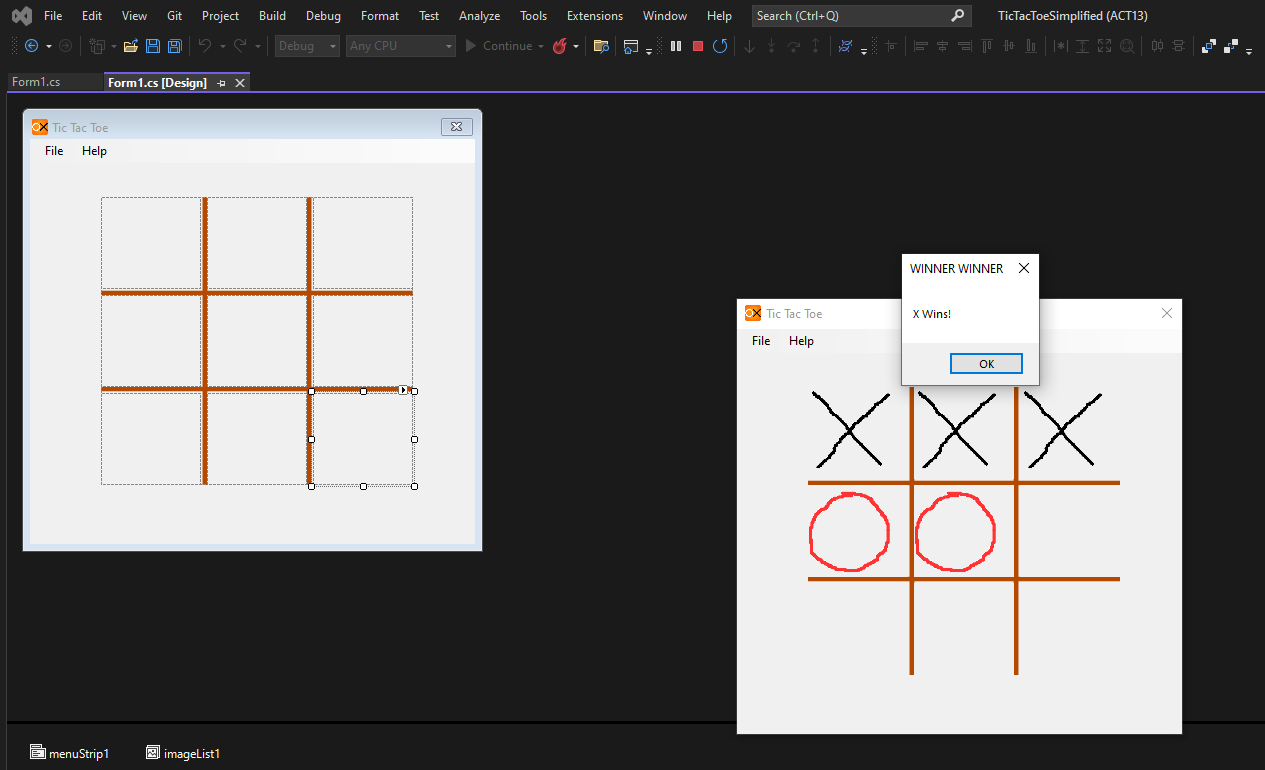 File Edit View Git Project Build Debug Format Test Analyze Tools Extensions Window Help Search (Ctrl+Q) TicTacToeSimplified (ACT13)
Debug Any CPU Continue
Form1.cs Form1.cs [Design]
Tic Tac Toe
File Help
WINNER WINNER
X Wins!
OK
Tic Tac Toe
File Help
menuStrip1 imageList1